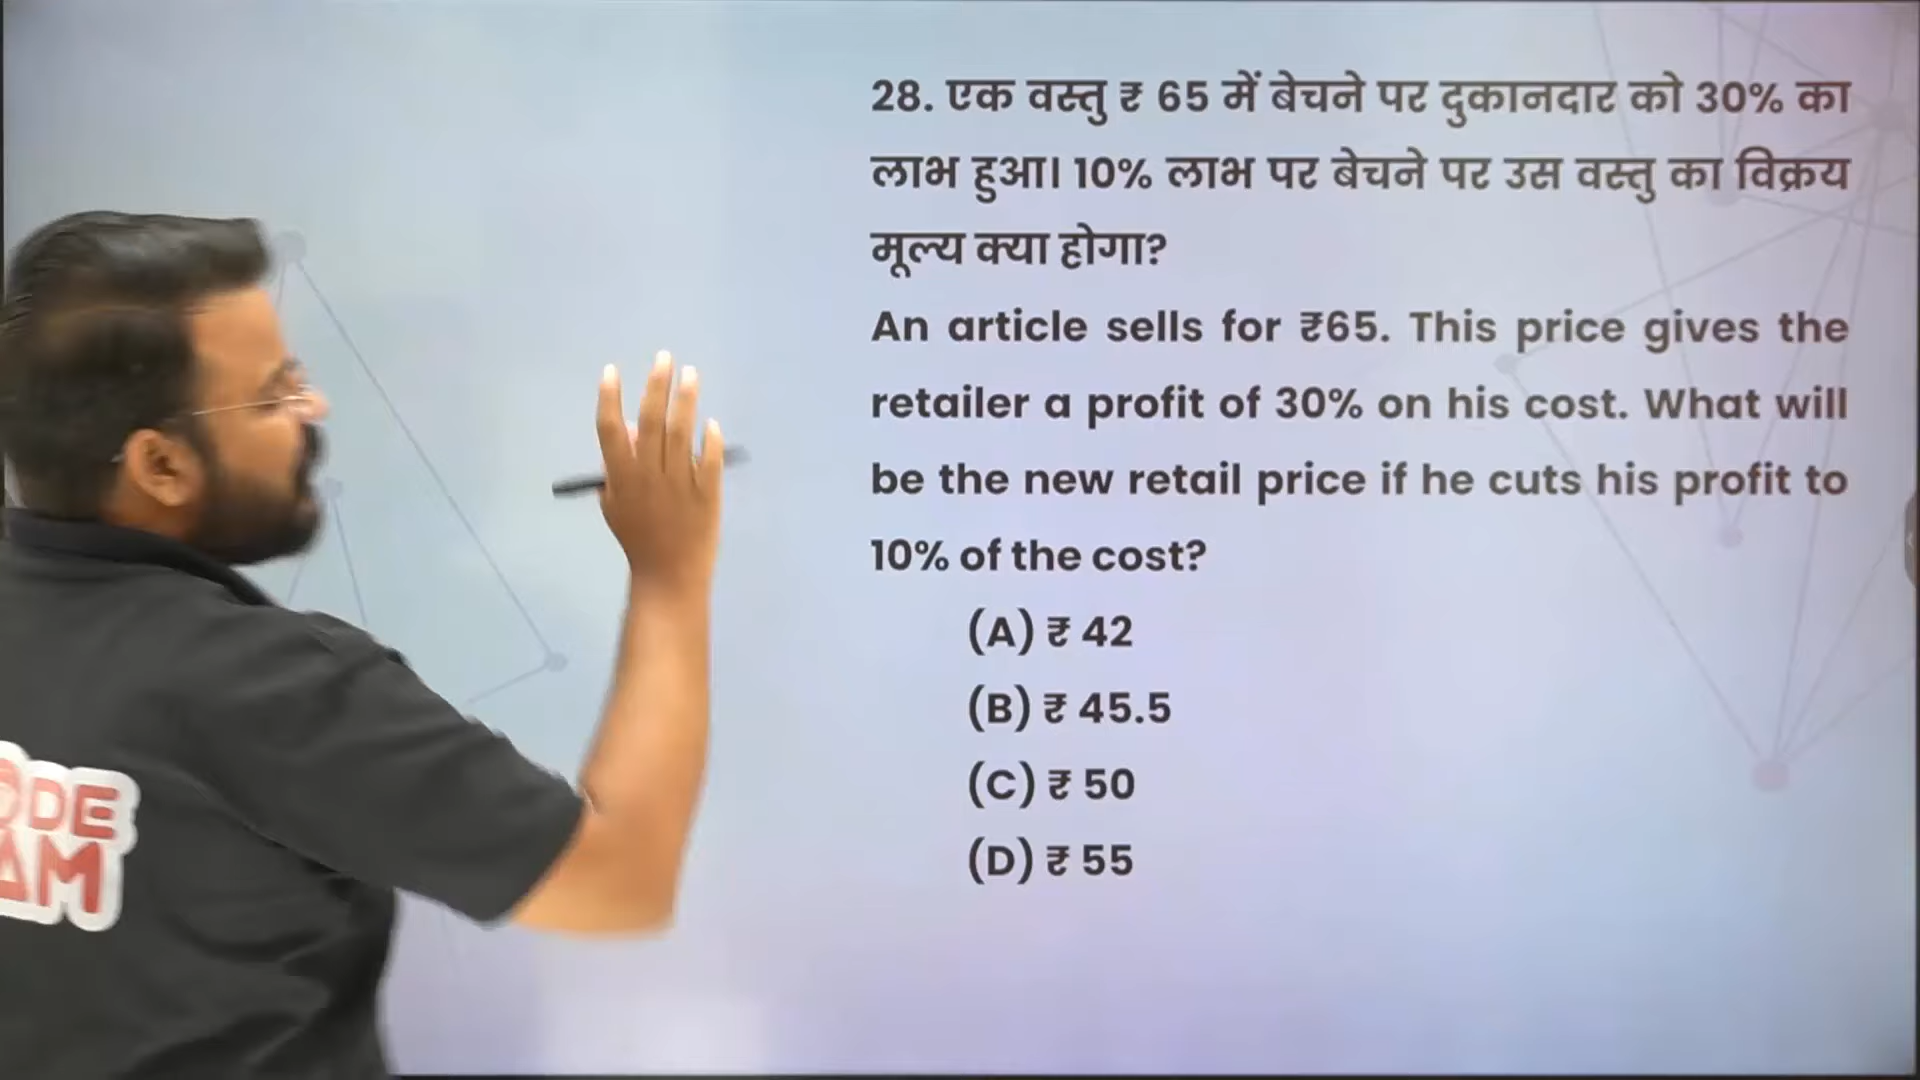 28. एक वस्तु ₹ 65 में बेचने पर दुकानदार को 30% का
लाभ हुआ। 10% लाभ पर बेचने पर उस वस्तु का विक्रय
मूल्य क्या होगा?
An article sells for ₹65. This price gives the
retailer a profit of 30% on his cost. What will
be the new retail price if he cuts his profit to
10% of the cost?
(A) ₹ 42
(B) ₹ 45.5
(C) ₹ 50
(D) ₹ 55